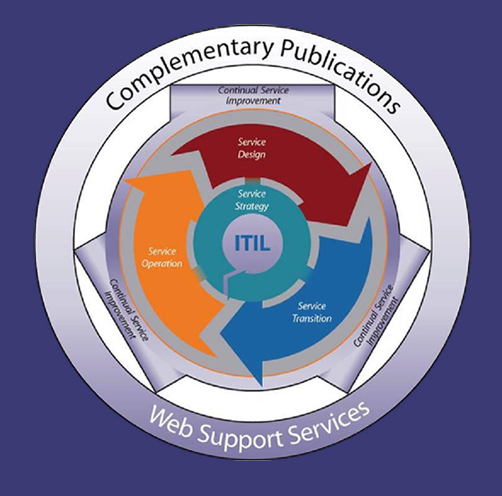 Complementary Publications
Continual Service
Improvement
Service
Design
Service
Strategy
ITIL
Service
Operation
Service
Transition
Continual Service
Improvement
Continual Service
Improvement
Web Support Services